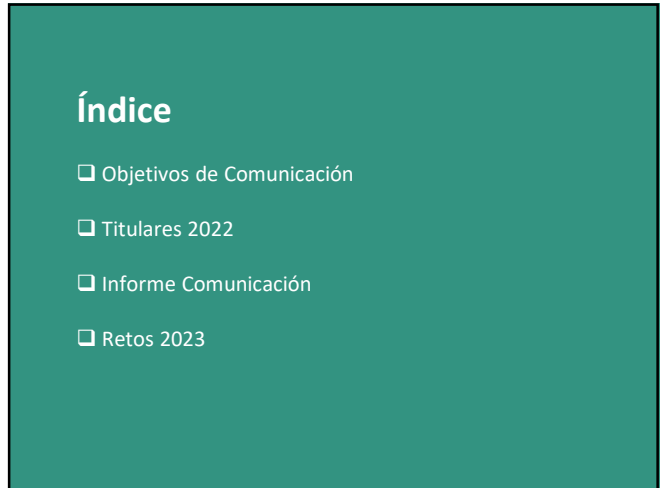 Índice
❑ Objetivos de Comunicación
❑ Titulares 2022
❑ Informe Comunicación
❑ Retos 2023